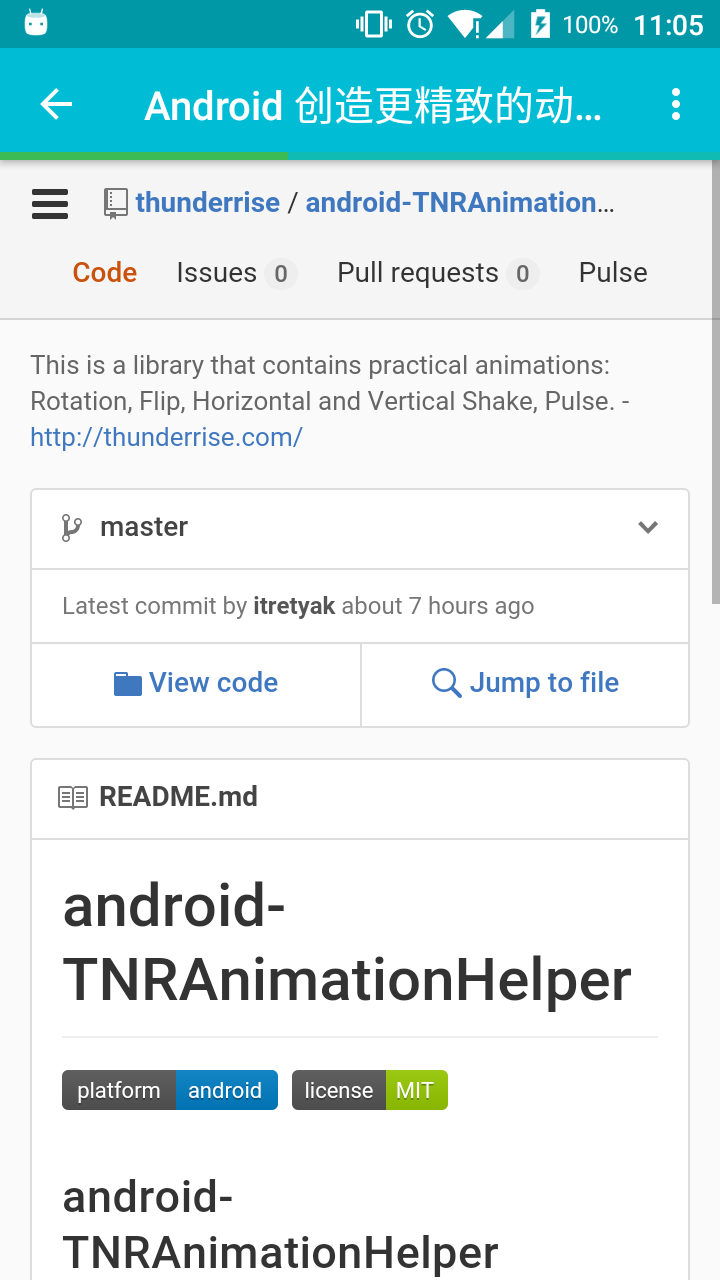 100% 11:05
Android 创造更精致的动...
thunderrise / android-TNRAnimation...
Code Issues 0 Pull requests 0 Pulse
This is a library that contains practical animations:
Rotation, Flip, Horizontal and Vertical Shake, Pulse. -
http://thunderrise.com/
master
Latest commit by itretyak about 7 hours ago
View code Jump to file
README.md
android-
TNRAnimationHelper
platform android license MIT
android-
TNRAnimationHelper